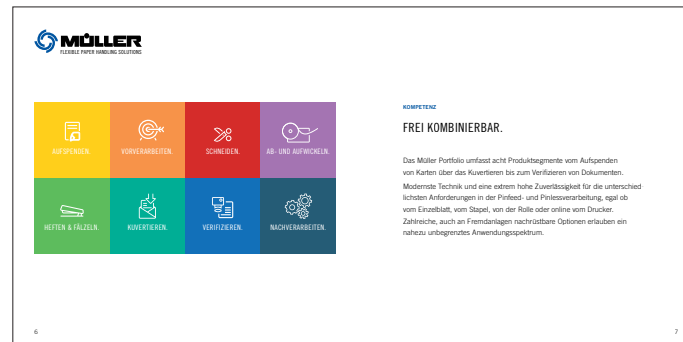 MÜLLER
FLEXIBLE PAPER HANDLING SOLUTIONS
AUFSPENDEN.
VORVERARBEITEN.
SCHNEIDEN.
AB- UND AUFWICKELN.
HEFTEN & FÄLZELN.
KUVERTIEREN.
VERIFIZIEREN.
NACHVERARBEITEN.
KOMPETENZ
FREI KOMBINIERBAR.
Das Müller Portfolio umfasst acht Produktsegmente vom Aufspenden
von Karten über das Kuvertieren bis zum Verifizieren von Dokumenten.
Modernste Technik und eine extrem hohe Zuverlässigkeit für die unterschied
lichsten Anforderungen in der Pinfeed- und Pinlessverarbeitung, egal ob
vom Einzelblatt, vom Stapel, von der Rolle oder online vom Drucker.
Zahlreiche, auch an Fremdanlagen nachrüstbare Optionen erlauben ein
nahezu unbegrenztes Anwendungsspektrum.
6
7